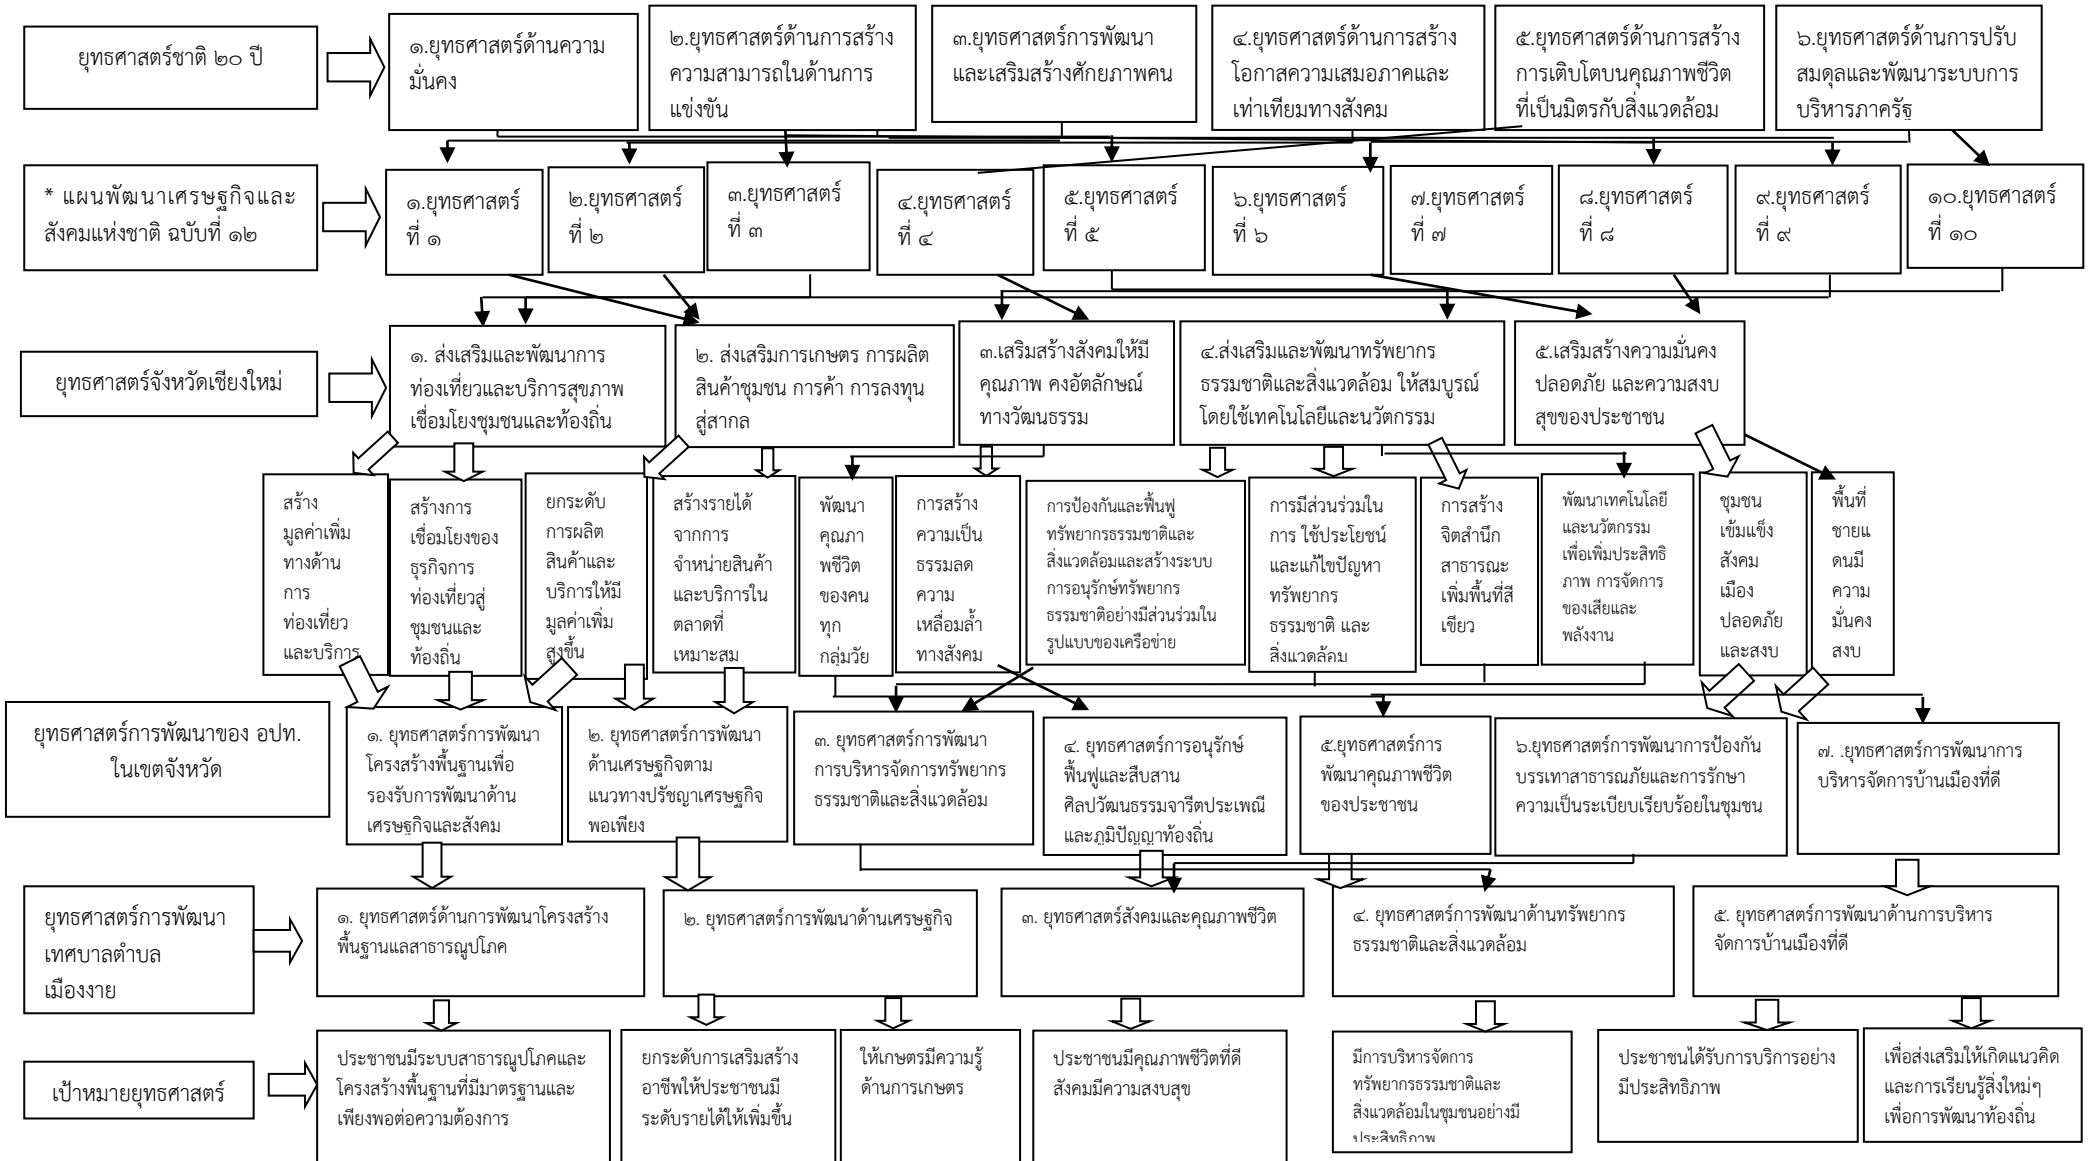 ยุทธศาสตร์ชาติ ๒๐ ปี
๑.ยุทธศาสตร์ด้านความ
มั่นคง
๒.ยุทธศาสตร์ด้านการสร้าง
ความสามารถในด้านการ
แข่งขัน
๓.ยุทธศาสตร์การพัฒนา
และเสริมสร้างศักยภาพคน
๔.ยุทธศาสตร์ด้านการสร้าง
โอกาสความเสมอภาคและ
เท่าเทียมทางสังคม
๕.ยุทธศาสตร์ด้านการสร้าง
การเติบโตบนคุณภาพชีวิต
ที่เป็นมิตรกับสิ่งแวดล้อม
๖.ยุทธศาสตร์ด้านการปรับ
สมดุลและพัฒนาระบบการ
บริหารภาครัฐ
* แผนพัฒนาเศรษฐกิจและ
สังคมแห่งชาติ ฉบับที่ ๑๒
๑.ยุทธศาสตร์
ที่ ๑
๒.ยุทธศาสตร์
ที่ ๒
๓.ยุทธศาสตร์
ที่ ๓
๔.ยุทธศาสตร์
ที่ ๔
๕.ยุทธศาสตร์
ที่ ๕
๖.ยุทธศาสตร์
ที่ ๖
๗.ยุทธศาสตร์
ที่ ๗
๘.ยุทธศาสตร์
ที่ ๘
๙.ยุทธศาสตร์
ที่ ๙
๑๐.ยุทธศาสตร์
ที่ ๑๐
ยุทธศาสตร์จังหวัดเชียงใหม่
๑. ส่งเสริมและพัฒนาการ
ท่องเที่ยวและบริการสุขภาพ
เชื่อมโยงชุมชนและท้องถิ่น
๒. ส่งเสริมการเกษตร การผลิต
สินค้าชุมชน การค้า การลงทุน
สู่สากล
๓.เสริมสร้างสังคมให้มี
คุณภาพ คงอัตลักษณ์
ทางวัฒนธรรม
๔.ส่งเสริมและพัฒนาทรัพยากร
ธรรมชาติและสิ่งแวดล้อม ให้สมบูรณ์
โดยใช้เทคโนโลยีและนวัตกรรม
๕.เสริมสร้างความมั่นคง
ปลอดภัย และความสงบ
สุขของประชาชน
สร้าง
มูลค่าเพิ่ม
ทางด้าน
การ
ท่องเที่ยว
และบริการ
สร้างการ
เชื่อมโยงของ
ธุรกิจการ
ท่องเที่ยวสู่
ชุมชนและ
ท้องถิ่น
ยกระดับ
การผลิต
สินค้าและ
บริการให้มี
มูลค่าเพิ่ม
สูงขึ้น
สร้างรายได้
จากการ
จำหน่ายสินค้า
และบริการใน
ตลาดที่
เหมาะสม
พัฒนา
คุณภา
พชีวิต
ของคน
ทุก
กลุ่มวัย
การสร้าง
ความเป็น
ธรรมลด
ความ
เหลื่อมล้ำ
ทางสังคม
การป้องกันและฟื้นฟู
ทรัพยากรธรรมชาติและ
สิ่งแวดล้อมและสร้างระบบ
การอนุรักษ์ทรัพยากร
ธรรมชาติอย่างมีส่วนร่วมใน
รูปแบบของเครือข่าย
การมีส่วนร่วมใน
การ ใช้ประโยชน์
และแก้ไขปัญหา
ทรัพยากร
ธรรมชาติ และ
สิ่งแวดล้อม
การสร้าง
จิตสำนึก
สาธารณะ
เพิ่มพื้นที่สี
เขียว
พัฒนาเทคโนโลยี
และนวัตกรรม
เพื่อเพิ่มประสิทธิ
ภาพ การจัดการ
ของเสียและ
พลังงาน
ชุมชน
เข้มแข็ง
สังคม
เมือง
ปลอดภัย
และสงบ
พื้นที่
ชายแ
ดนมี
ความ
มั่นคง
สงบ
ยุทธศาสตร์การพัฒนาของ อปท.
ในเขตจังหวัด
๑. ยุทธศาสตร์การพัฒนา
โครงสร้างพื้นฐานเพื่อ
รองรับการพัฒนาด้าน
เศรษฐกิจและสังคม
๒. ยุทธศาสตร์การพัฒนา
ด้านเศรษฐกิจตาม
แนวทางปรัชญาเศรษฐกิจ
พอเพียง
๓. ยุทธศาสตร์การพัฒนา
การบริหารจัดการทรัพยากร
ธรรมชาติและสิ่งแวดล้อม
๔. ยุทธศาสตร์การอนุรักษ์
ฟื้นฟูและสืบสาน
ศิลปวัฒนธรรมจารีตประเพณี
และภูมิปัญญาท้องถิ่น
๕.ยุทธศาสตร์การ
พัฒนาคุณภาพชีวิต
ของประชาชน
๖.ยุทธศาสตร์การพัฒนาการป้องกัน
บรรเทาสาธารณภัยและการรักษา
ความเป็นระเบียบเรียบร้อยในชุมชน
๗. .ยุทธศาสตร์การพัฒนาการ
บริหารจัดการบ้านเมืองที่ดี
ยุทธศาสตร์การพัฒนา
เทศบาลตำบล
เมืองงาย
๑. ยุทธศาสตร์ด้านการพัฒนาโครงสร้าง
พื้นฐานแลสาธารณูปโภค
๒. ยุทธศาสตร์การพัฒนาด้านเศรษฐกิจ
๓. ยุทธศาสตร์สังคมและคุณภาพชีวิต
๔. ยุทธศาสตร์การพัฒนาด้านทรัพยากร
ธรรมชาติและสิ่งแวดล้อม
๕. ยุทธศาสตร์การพัฒนาด้านการบริหาร
จัดการบ้านเมืองที่ดี
เป้าหมายยุทธศาสตร์
ประชาชนมีระบบสาธารณูปโภคและ
โครงสร้างพื้นฐานที่มีมาตรฐานและ
เพียงพอต่อความต้องการ
ยกระดับการเสริมสร้าง
อาชีพให้ประชาชนมี
ระดับรายได้ให้เพิ่มขึ้น
ให้เกษตรมีความรู้
ด้านการเกษตร
ประชาชนมีคุณภาพชีวิตที่ดี
สังคมมีความสงบสุข
มีการบริหารจัดการ
ทรัพยากรธรรมชาติและ
สิ่งแวดล้อมในชุมชนอย่างมี
ประสิทธิภาพ
ประชาชนได้รับการบริการอย่าง
มีประสิทธิภาพ
เพื่อส่งเสริมให้เกิดแนวคิด
และการเรียนรู้สิ่งใหม่ๆ
เพื่อการพัฒนาท้องถิ่น